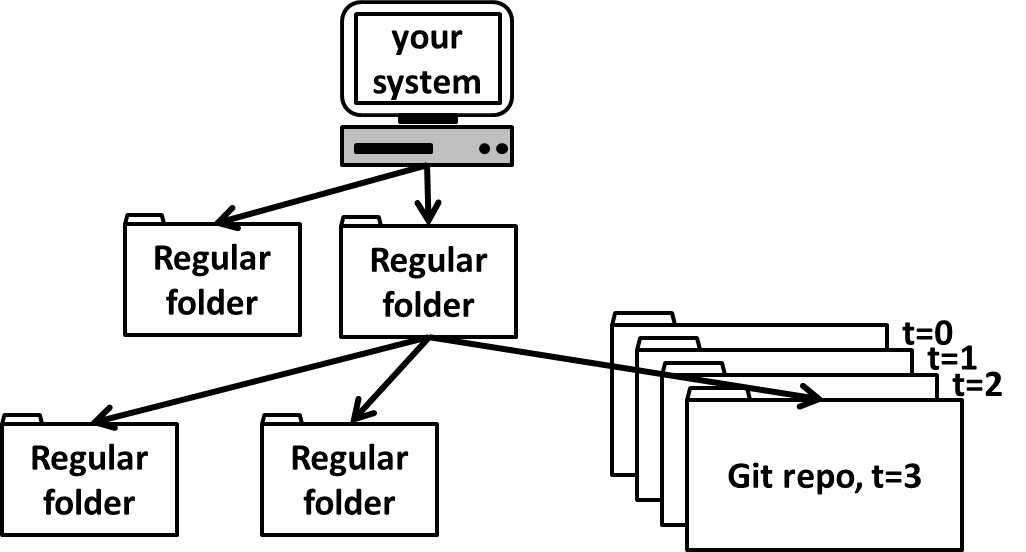 your
system
Regular
folder
Regular
folder
t=0
t=1
t=2
Git repo, t=3
Regular
folder
Regular
folder